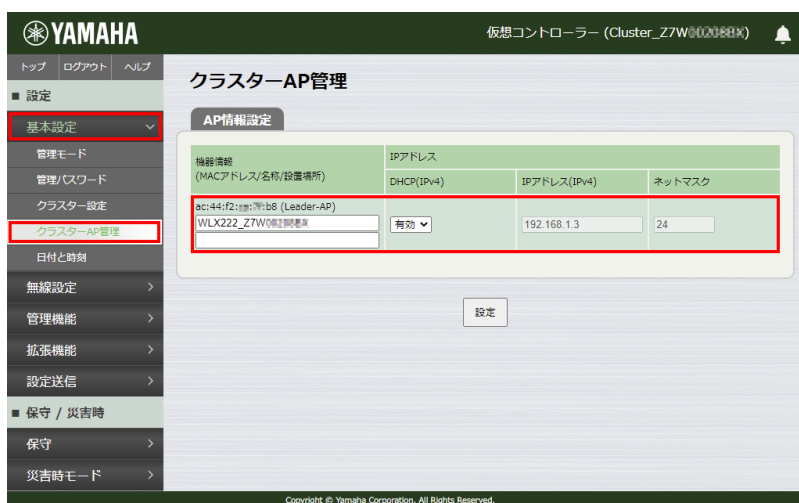 YAMAHA
仮想コントローラー (Cluster_Z7W
トップ ログアウト ヘルプ
■ 設定
基本設定
管理モード
管理パスワード
クラスター設定
クラスターAP管理
日付と時刻
無線設定
管理機能
拡張機能
設定送信
■ 保守 / 災害時
保守
災害時モード
クラスターAP管理
AP情報設定
機器情報
(MACアドレス/名称/設置場所)
IPアドレス
DHCP(IPv4)
IPアドレス(IPv4)
ネットマスク
ac:44:f2: :b8 (Leader-AP)
WLX222_Z7W
有効
192.168.1.3
24
設定
Copyright © Yamaha Corporation. All Rights Reserved.